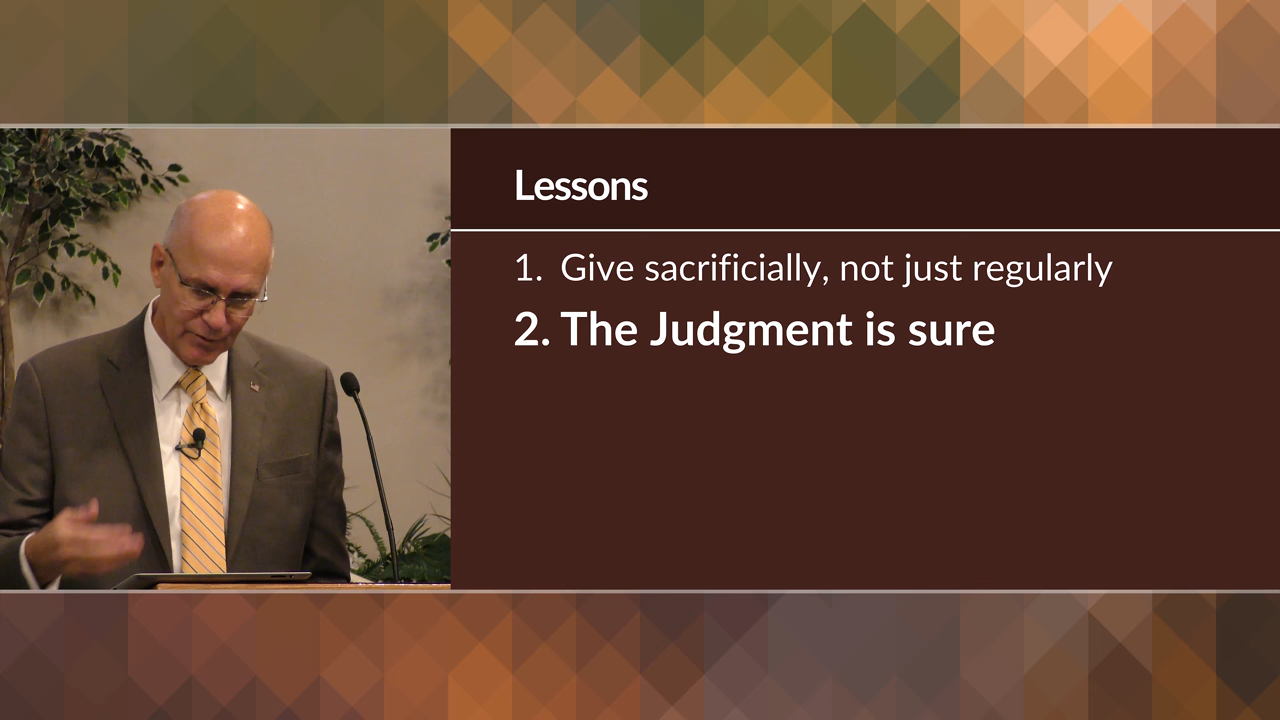 Lessons
1. Give sacrificially, not just regularly
2. The Judgment is sure